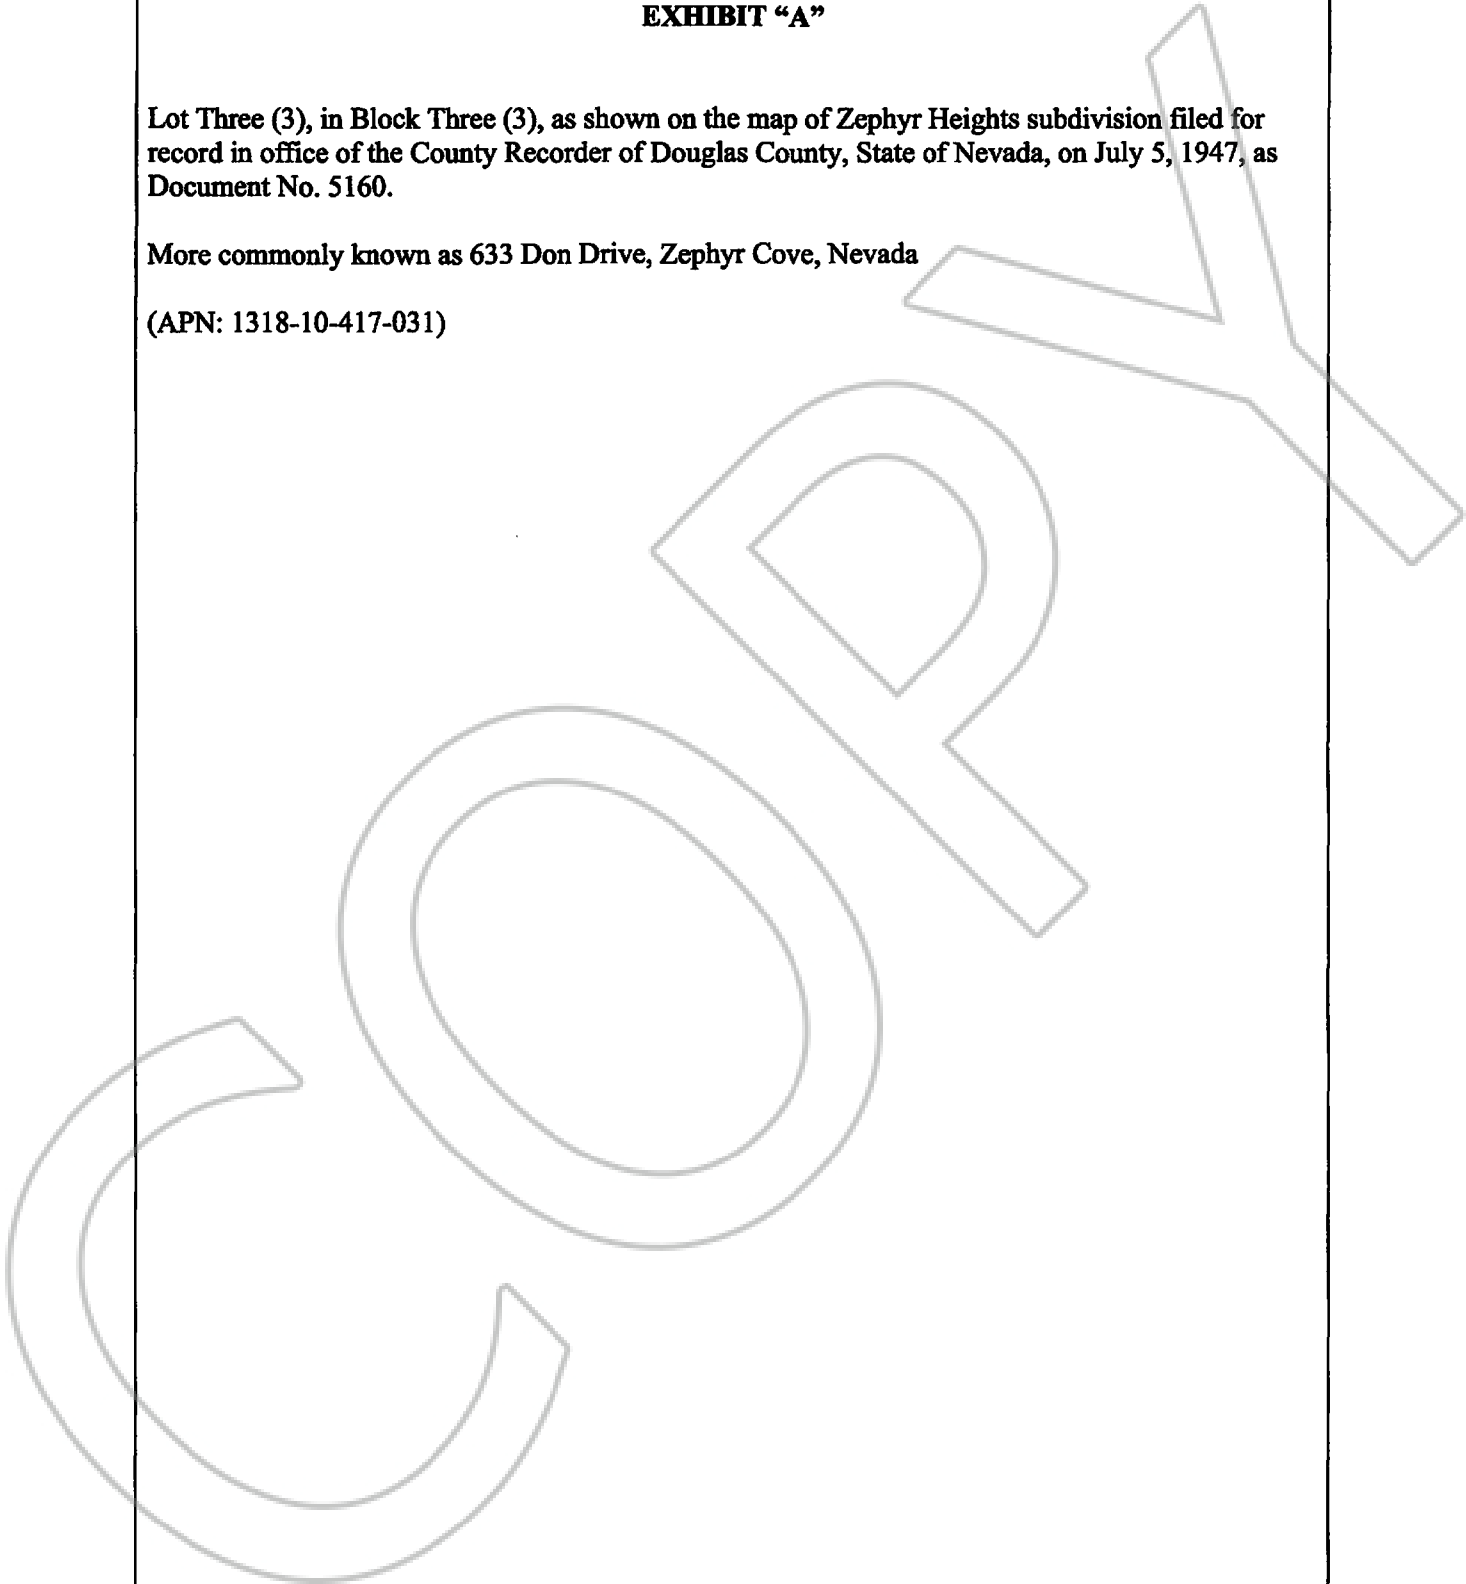 EXHIBIT “A”
Lot Three (3), in Block Three (3), as shown on the map of Zephyr Heights subdivision filed for
record in office of the County Recorder of Douglas County, State of Nevada, on July 5, 1947, as
Document No. 5160.
More commonly known as 633 Don Drive, Zephyr Cove, Nevada
(APN: 1318-10-417-031)
COPY